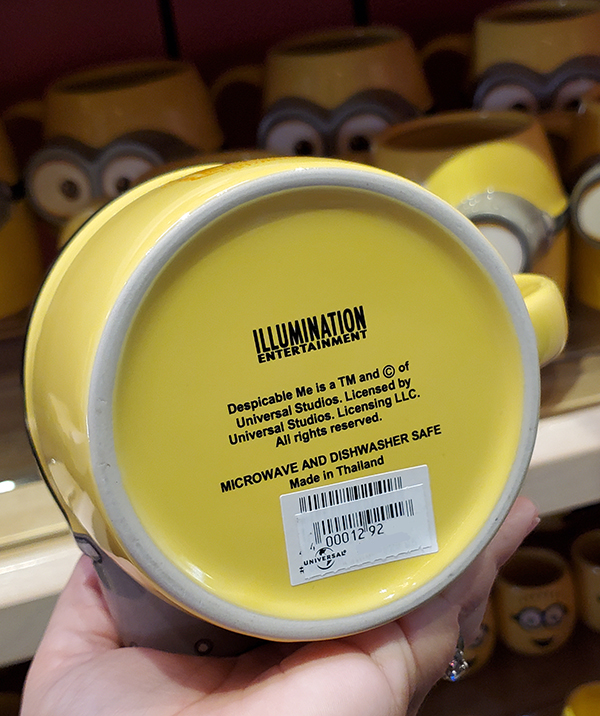 ILLUMINATION
ENTERTAINMENT
Despicable Me is a TM and © of
Universal Studios. Licensed by
Universal Studios. Licensing LLC.
All rights reserved.
MICROWAVE AND DISHWASHER SAFE
Made in Thailand
00012 92
UNIVERSAL